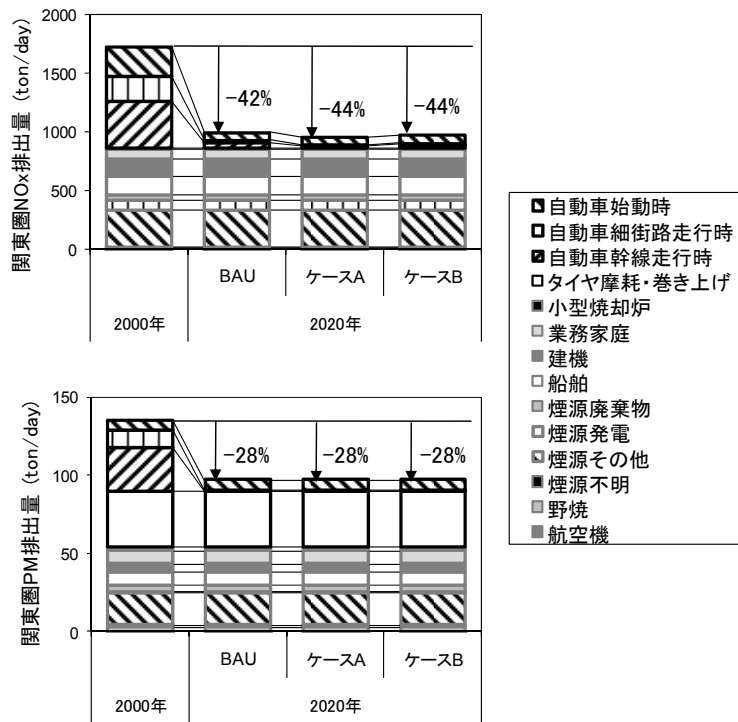 関東圏NOx排出量 (ton/day)
2000
1500
1000
500
0
-42%
-44%
-44%
BAU
ケースA
ケースB
2000年
2020年
関東圏PM排出量 (ton/day)
150
100
50
0
-28%
-28%
-28%
BAU
ケースA
ケースB
2000年
2020年
自動車始動時
自動車細街路走行時
自動車幹線走行時
タイヤ摩耗・巻き上げ
小型焼却炉
業務家庭
建機
船舶
煙源廃棄物
煙源発電
煙源その他
煙源不明
野焼
航空機